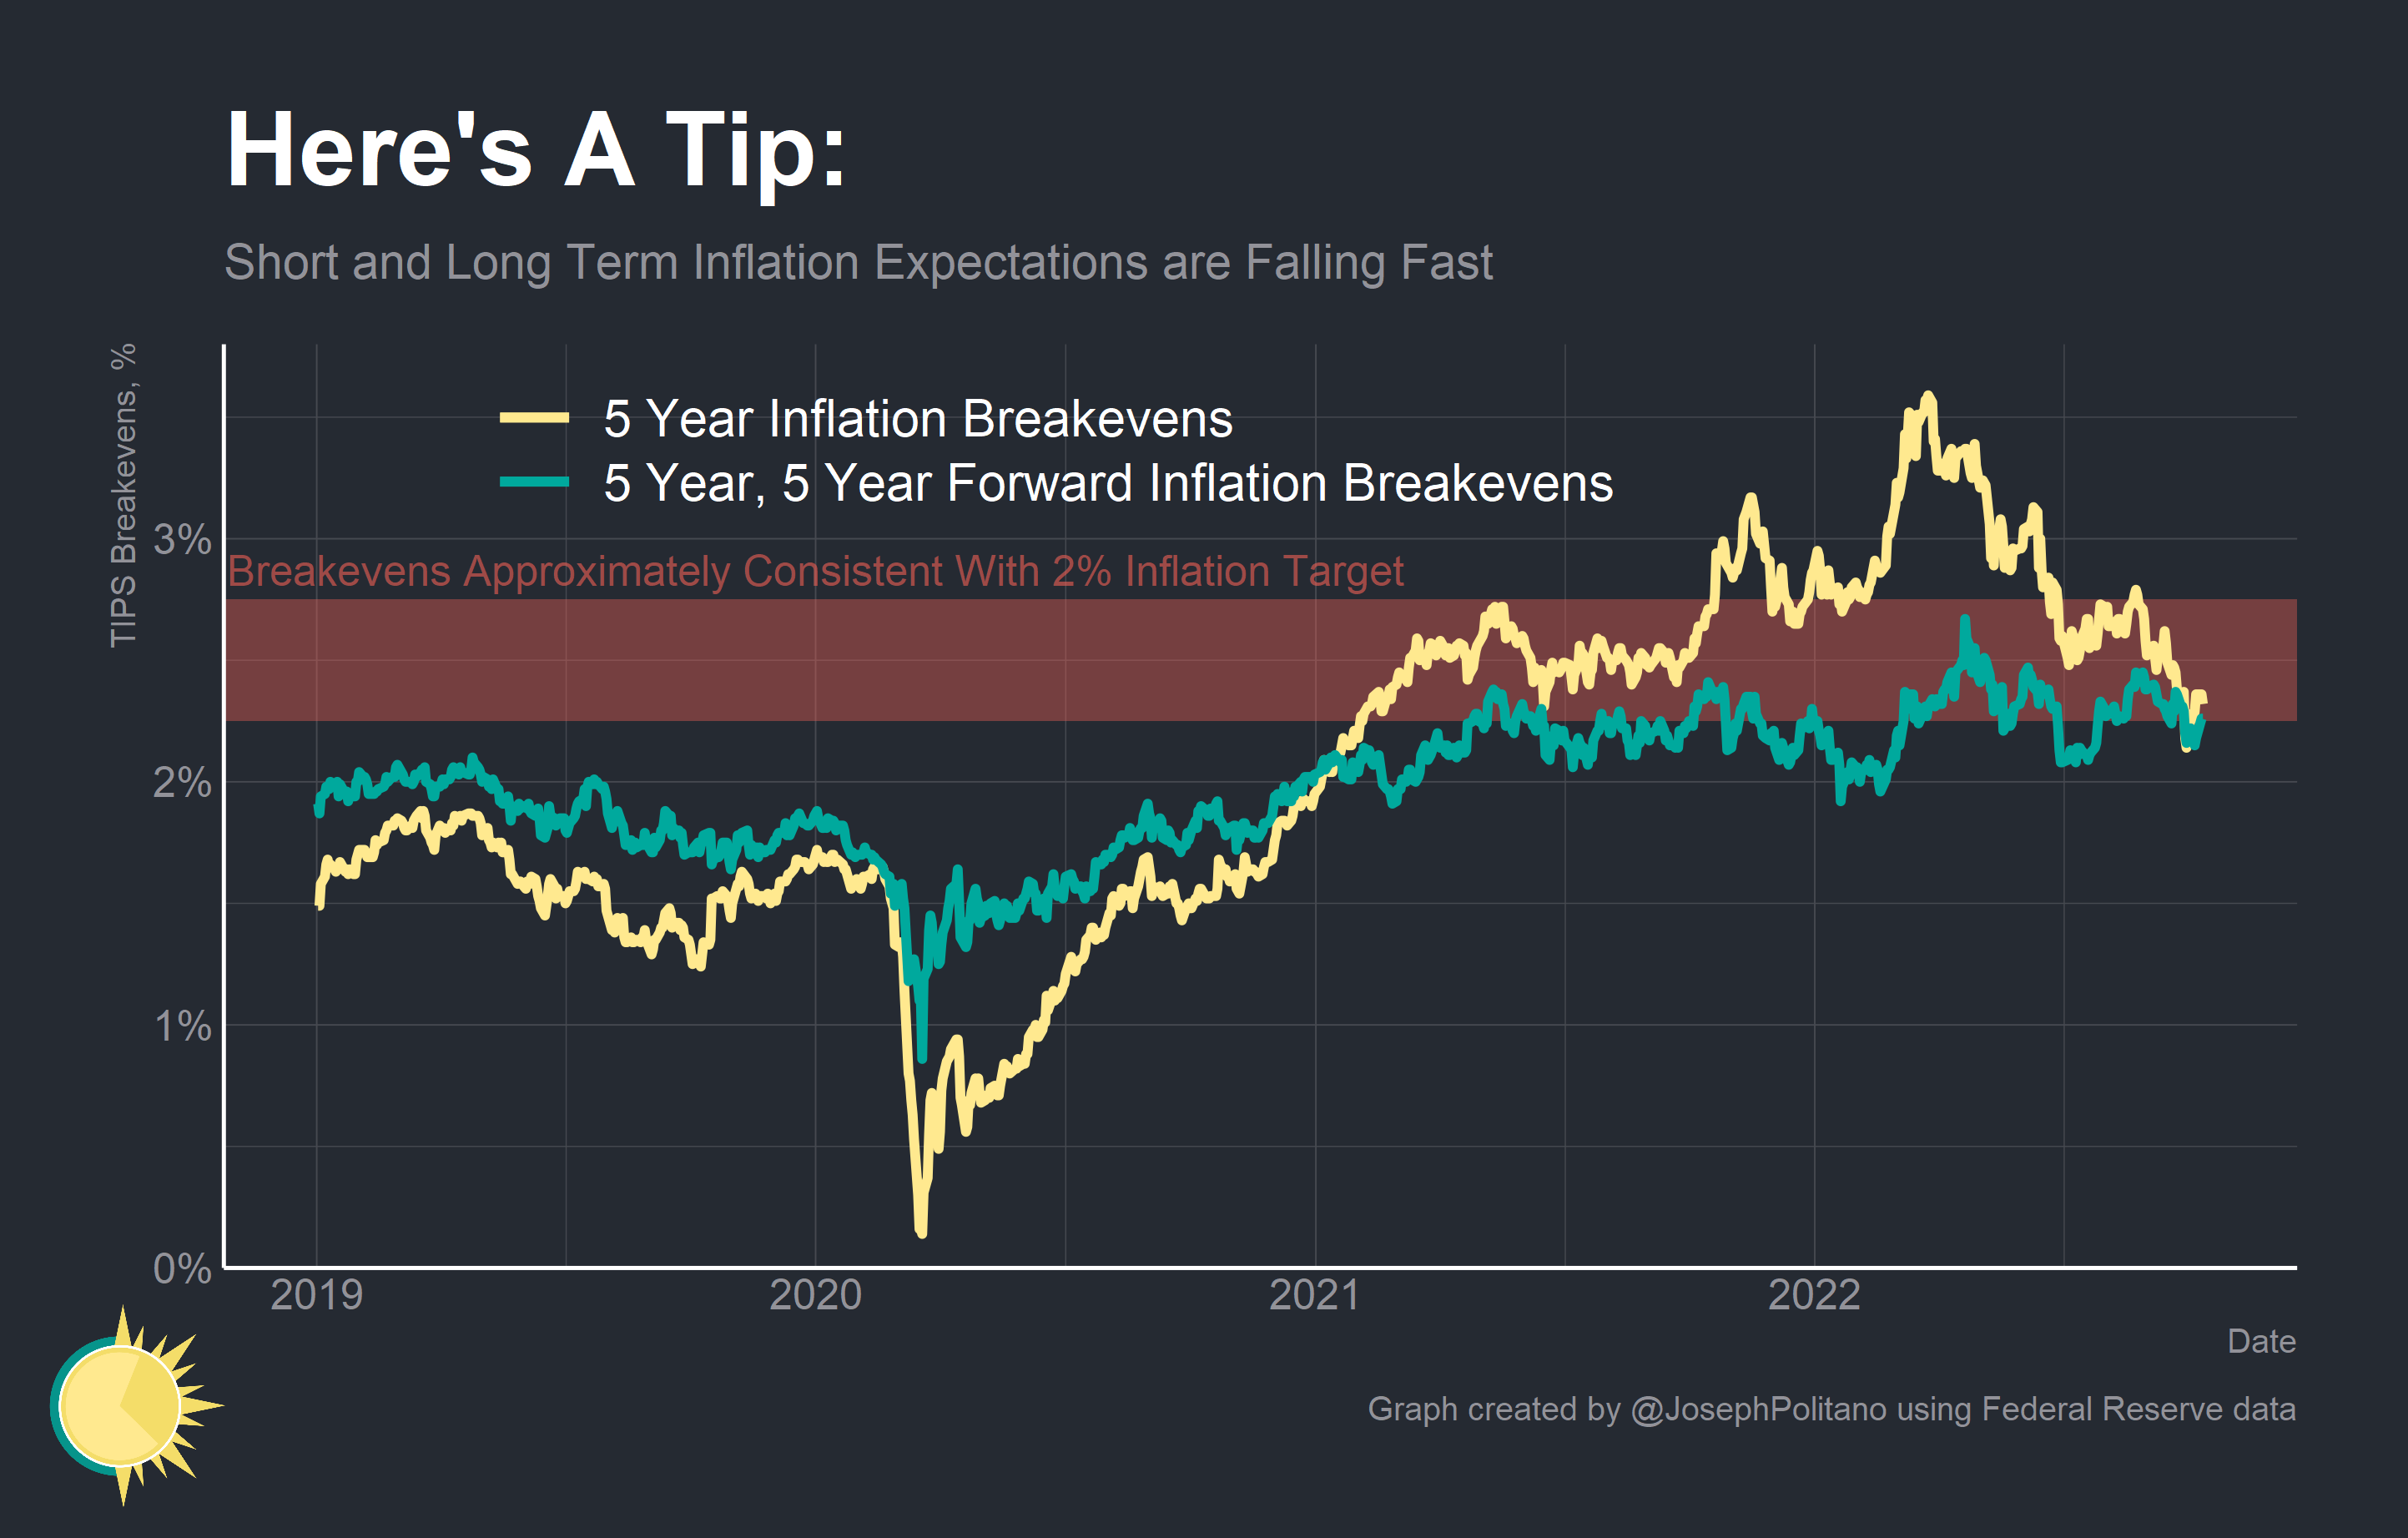 Here's A Tip:
Short and Long Term Inflation Expectations are Falling Fast
TIPS Breakevens, %
5 Year Inflation Breakevens
5 Year, 5 Year Forward Inflation Breakevens
3%
Breakevens Approximately Consistent With 2% Inflation Target
2%
1%
0%
2019 2020 2021 2022
Date
Graph created by @JosephPolitano using Federal Reserve data